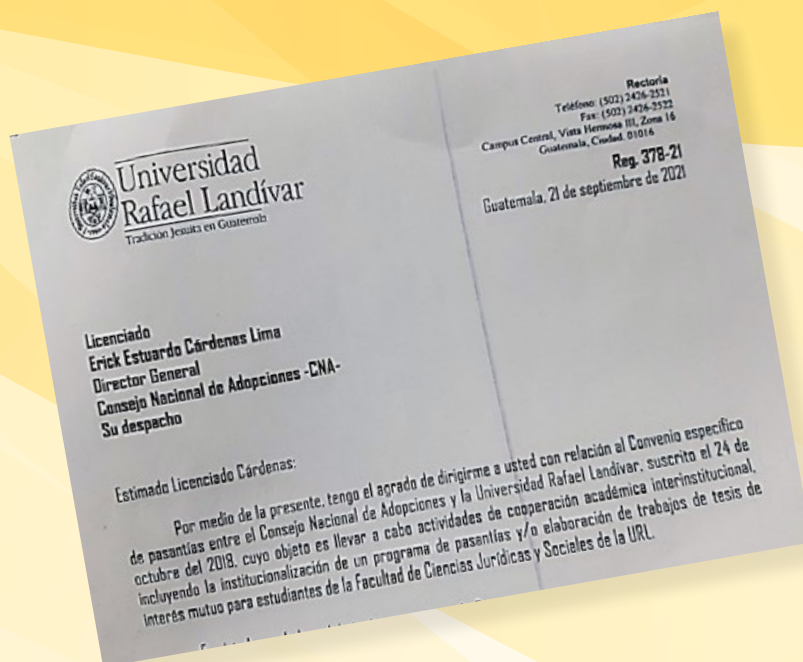 Universidad
Rafael Landívar
Tradición Jesuita en Guatemala
Rectoría
Teléfono: (502) 2426-2521
Fax: (502) 2426-2522
Campus Central, Vista Hermosa III, Zona 16
Guatemala, Ciudad. 01016
Reg. 378-21
Guatemala, 21 de septiembre de 2021
Licenciado
Erick Estuardo Cárdenas Lima
Director General
Consejo Nacional de Adopciones -CNA-
Su despacho
Estimado Licenciado Cárdenas:
Por medio de la presente, tengo el agrado de dirigirme a usted con relación al Convenio específico
de pasantías entre el Consejo Nacional de Adopciones y la Universidad Rafael Landívar, suscrito el 24 de
octubre del 2018, cuyo objeto es llevar a cabo actividades de cooperación académica interinstitucional,
incluyendo la institucionalización de un programa de pasantías y/o elaboración de trabajos de tesis de
interés mutuo para estudiantes de la Facultad de Ciencias Jurídicas y Sociales de la URL.